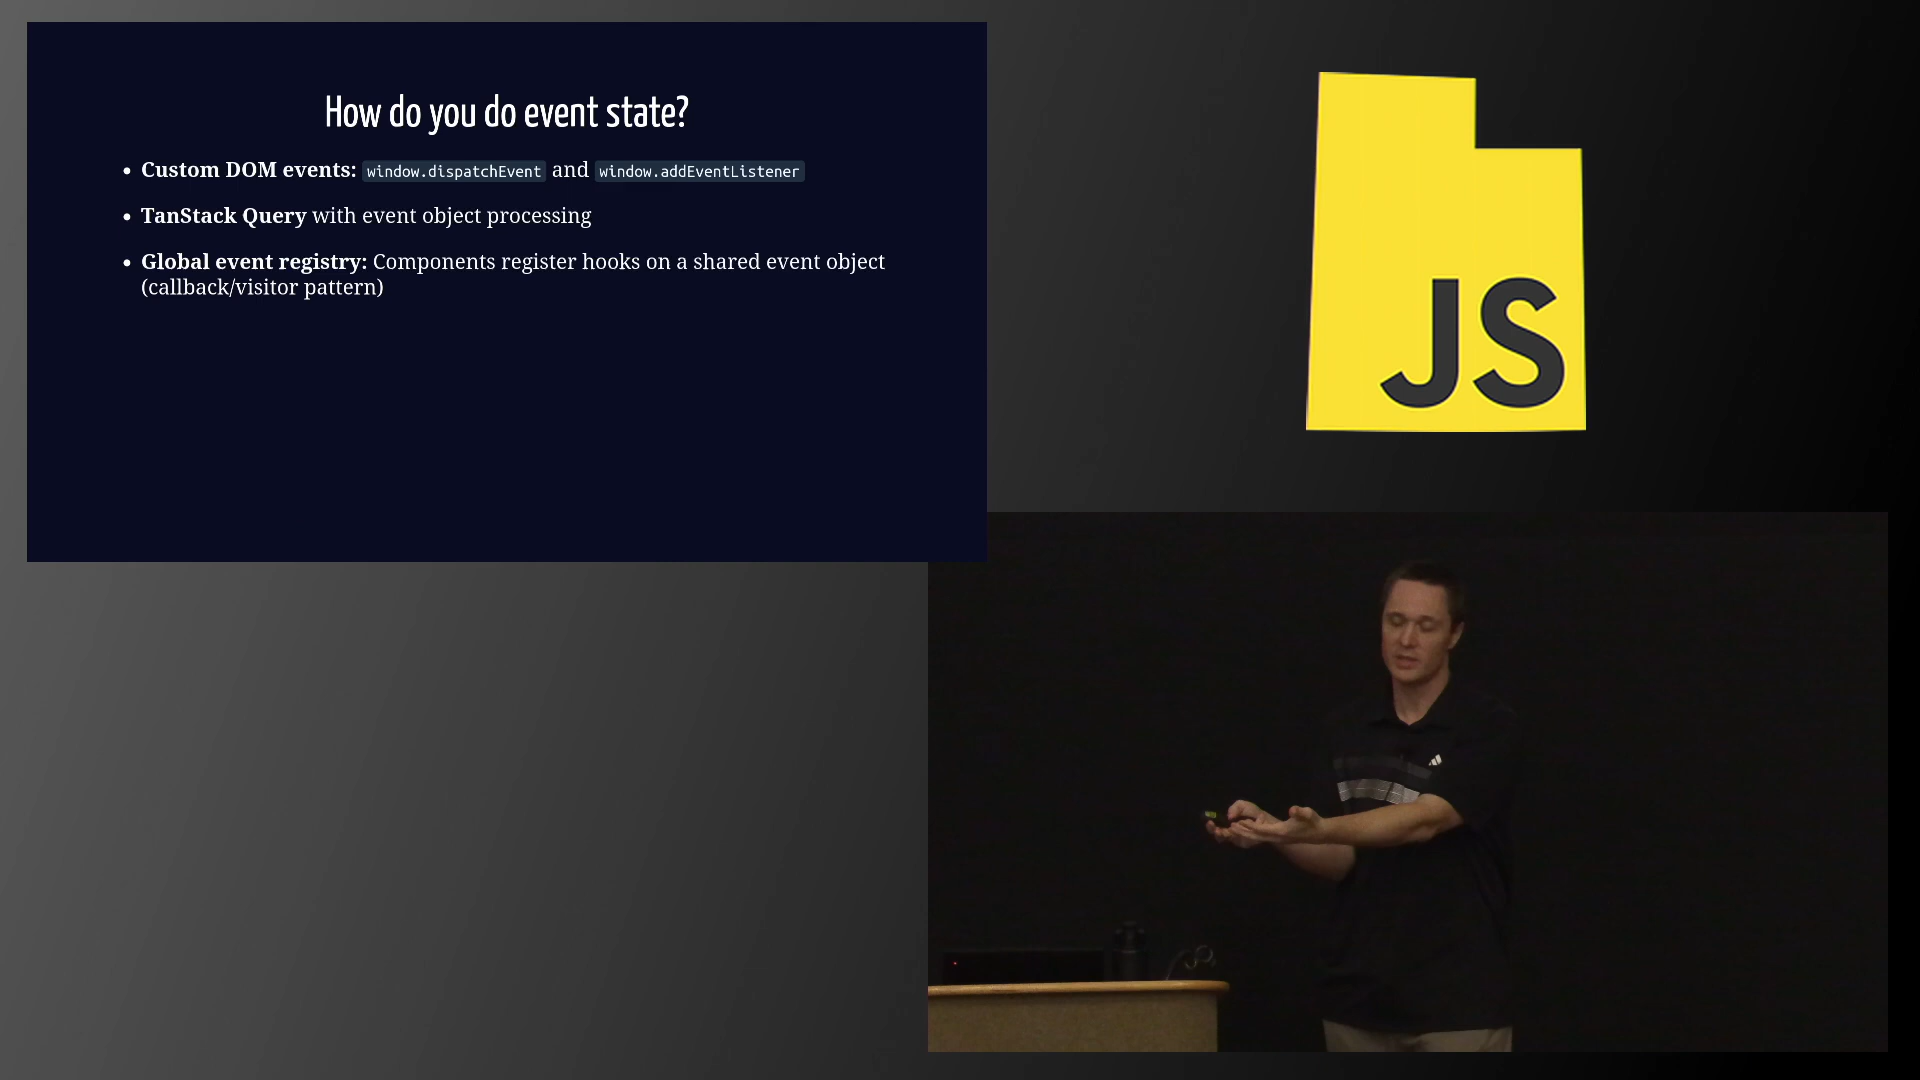 How do you do event state?
Custom DOM events: window.dispatchEvent and window.addEventListener
TanStack Query with event object processing
Global event registry: Components register hooks on a shared event object
(callback/visitor pattern)
JS